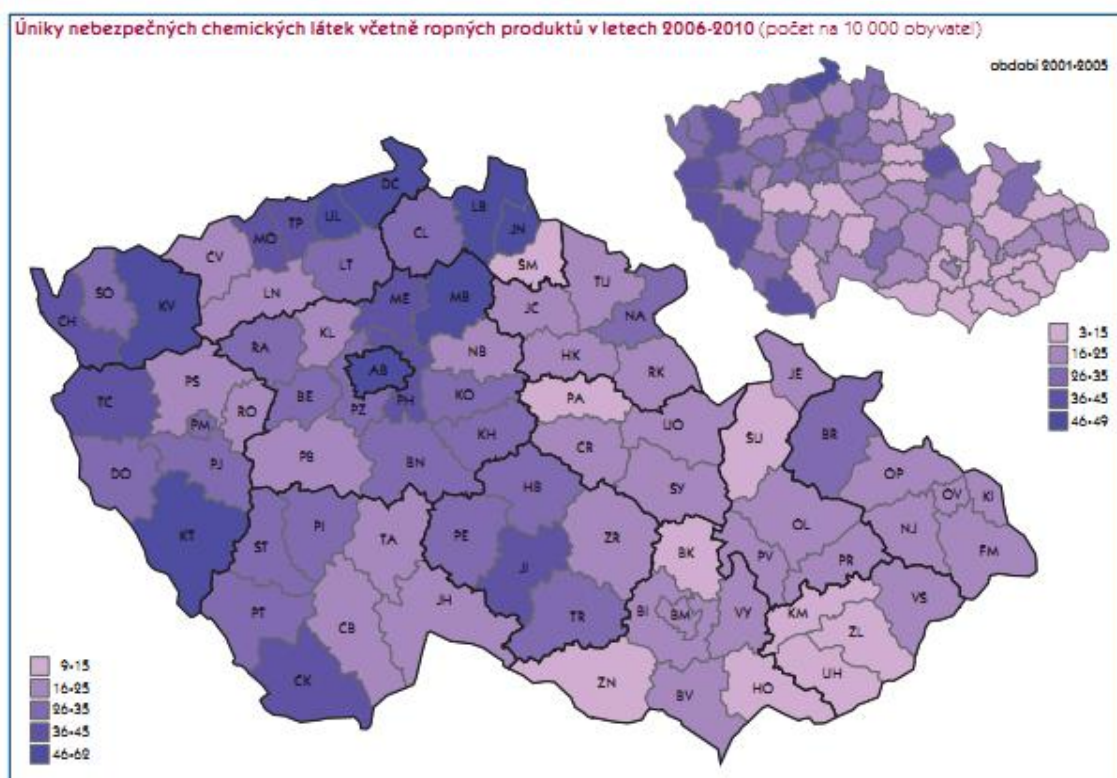 Úniky nebezpečných chemických látek včetně ropných produktů v letech 2006-2010 (počet na 10 000 obyvatel)
období 2001-2005
DC
LB
UL
TP
JN
MO
CL
CV
LT
SM
TU
SO
KV
LN
ME
MB
JC
CH
KL
NA
RA
NB
HK
AB
RK
JE
TC
PS
BE
PZ
PH
KO
PA
RO
PM
UO
SU
BR
KH
CR
DO
PJ
PB
BN
OP
SY
HB
OV
KI
KT
PI
TA
OL
NJ
ST
PE
ZR
BK
FM
JI
PV
PR
PT
CB
JH
TR
BI
BM
VY
KM
VS
ZL
CK
ZN
BV
HO
UH
3-15
16-25
26-35
36-45
46-49
9-15
16-25
26-35
36-45
46-62